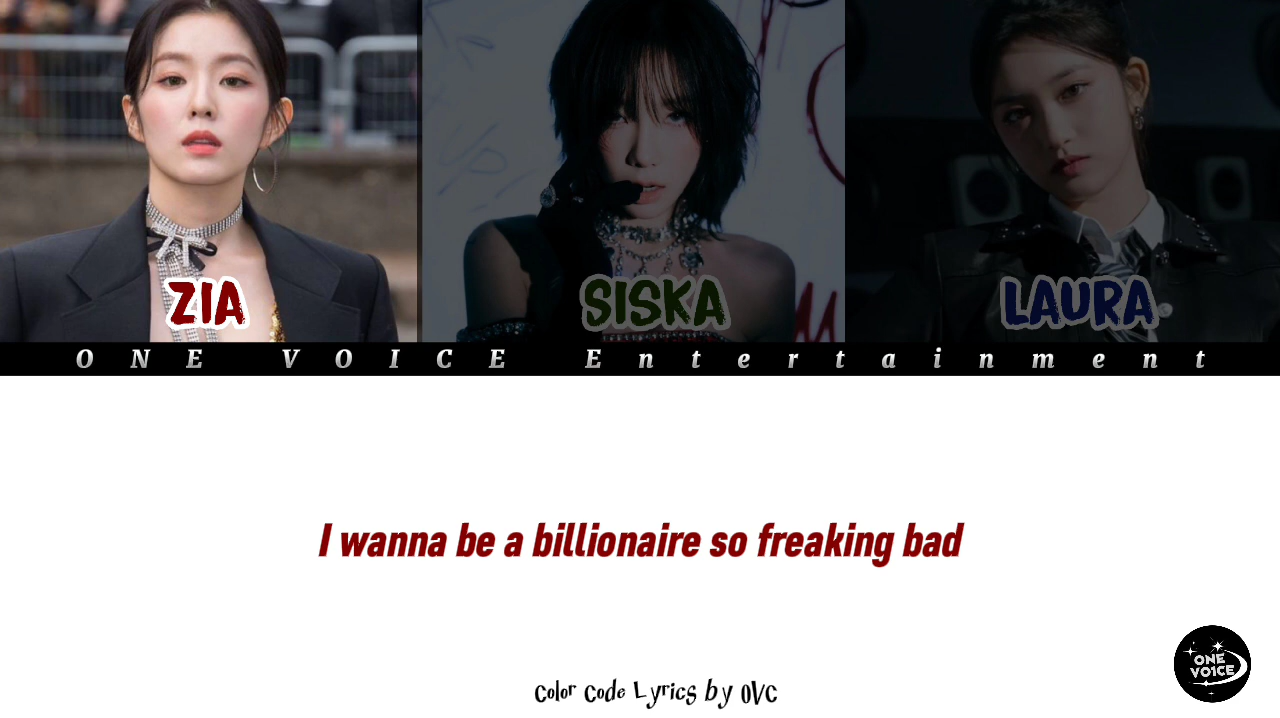 ZIA SISKA LAURA
ONE VOICE Entertainment
I wanna be a billionaire so freaking bad
ONE
VOICE
Color Code Lyrics by OVC